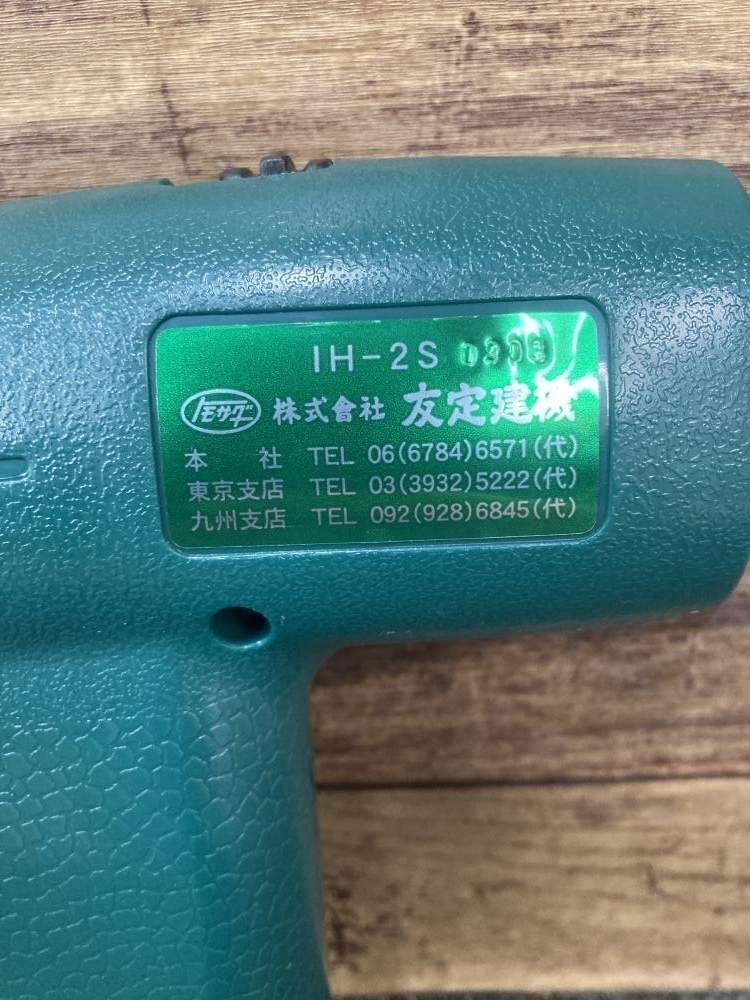 IH-2S
トモサダ 株式會社 友定建機
本　社 TEL 06(6784)6571(代)
東京支店 TEL 03(3932)5222(代)
九州支店 TEL 092(928)6845(代)